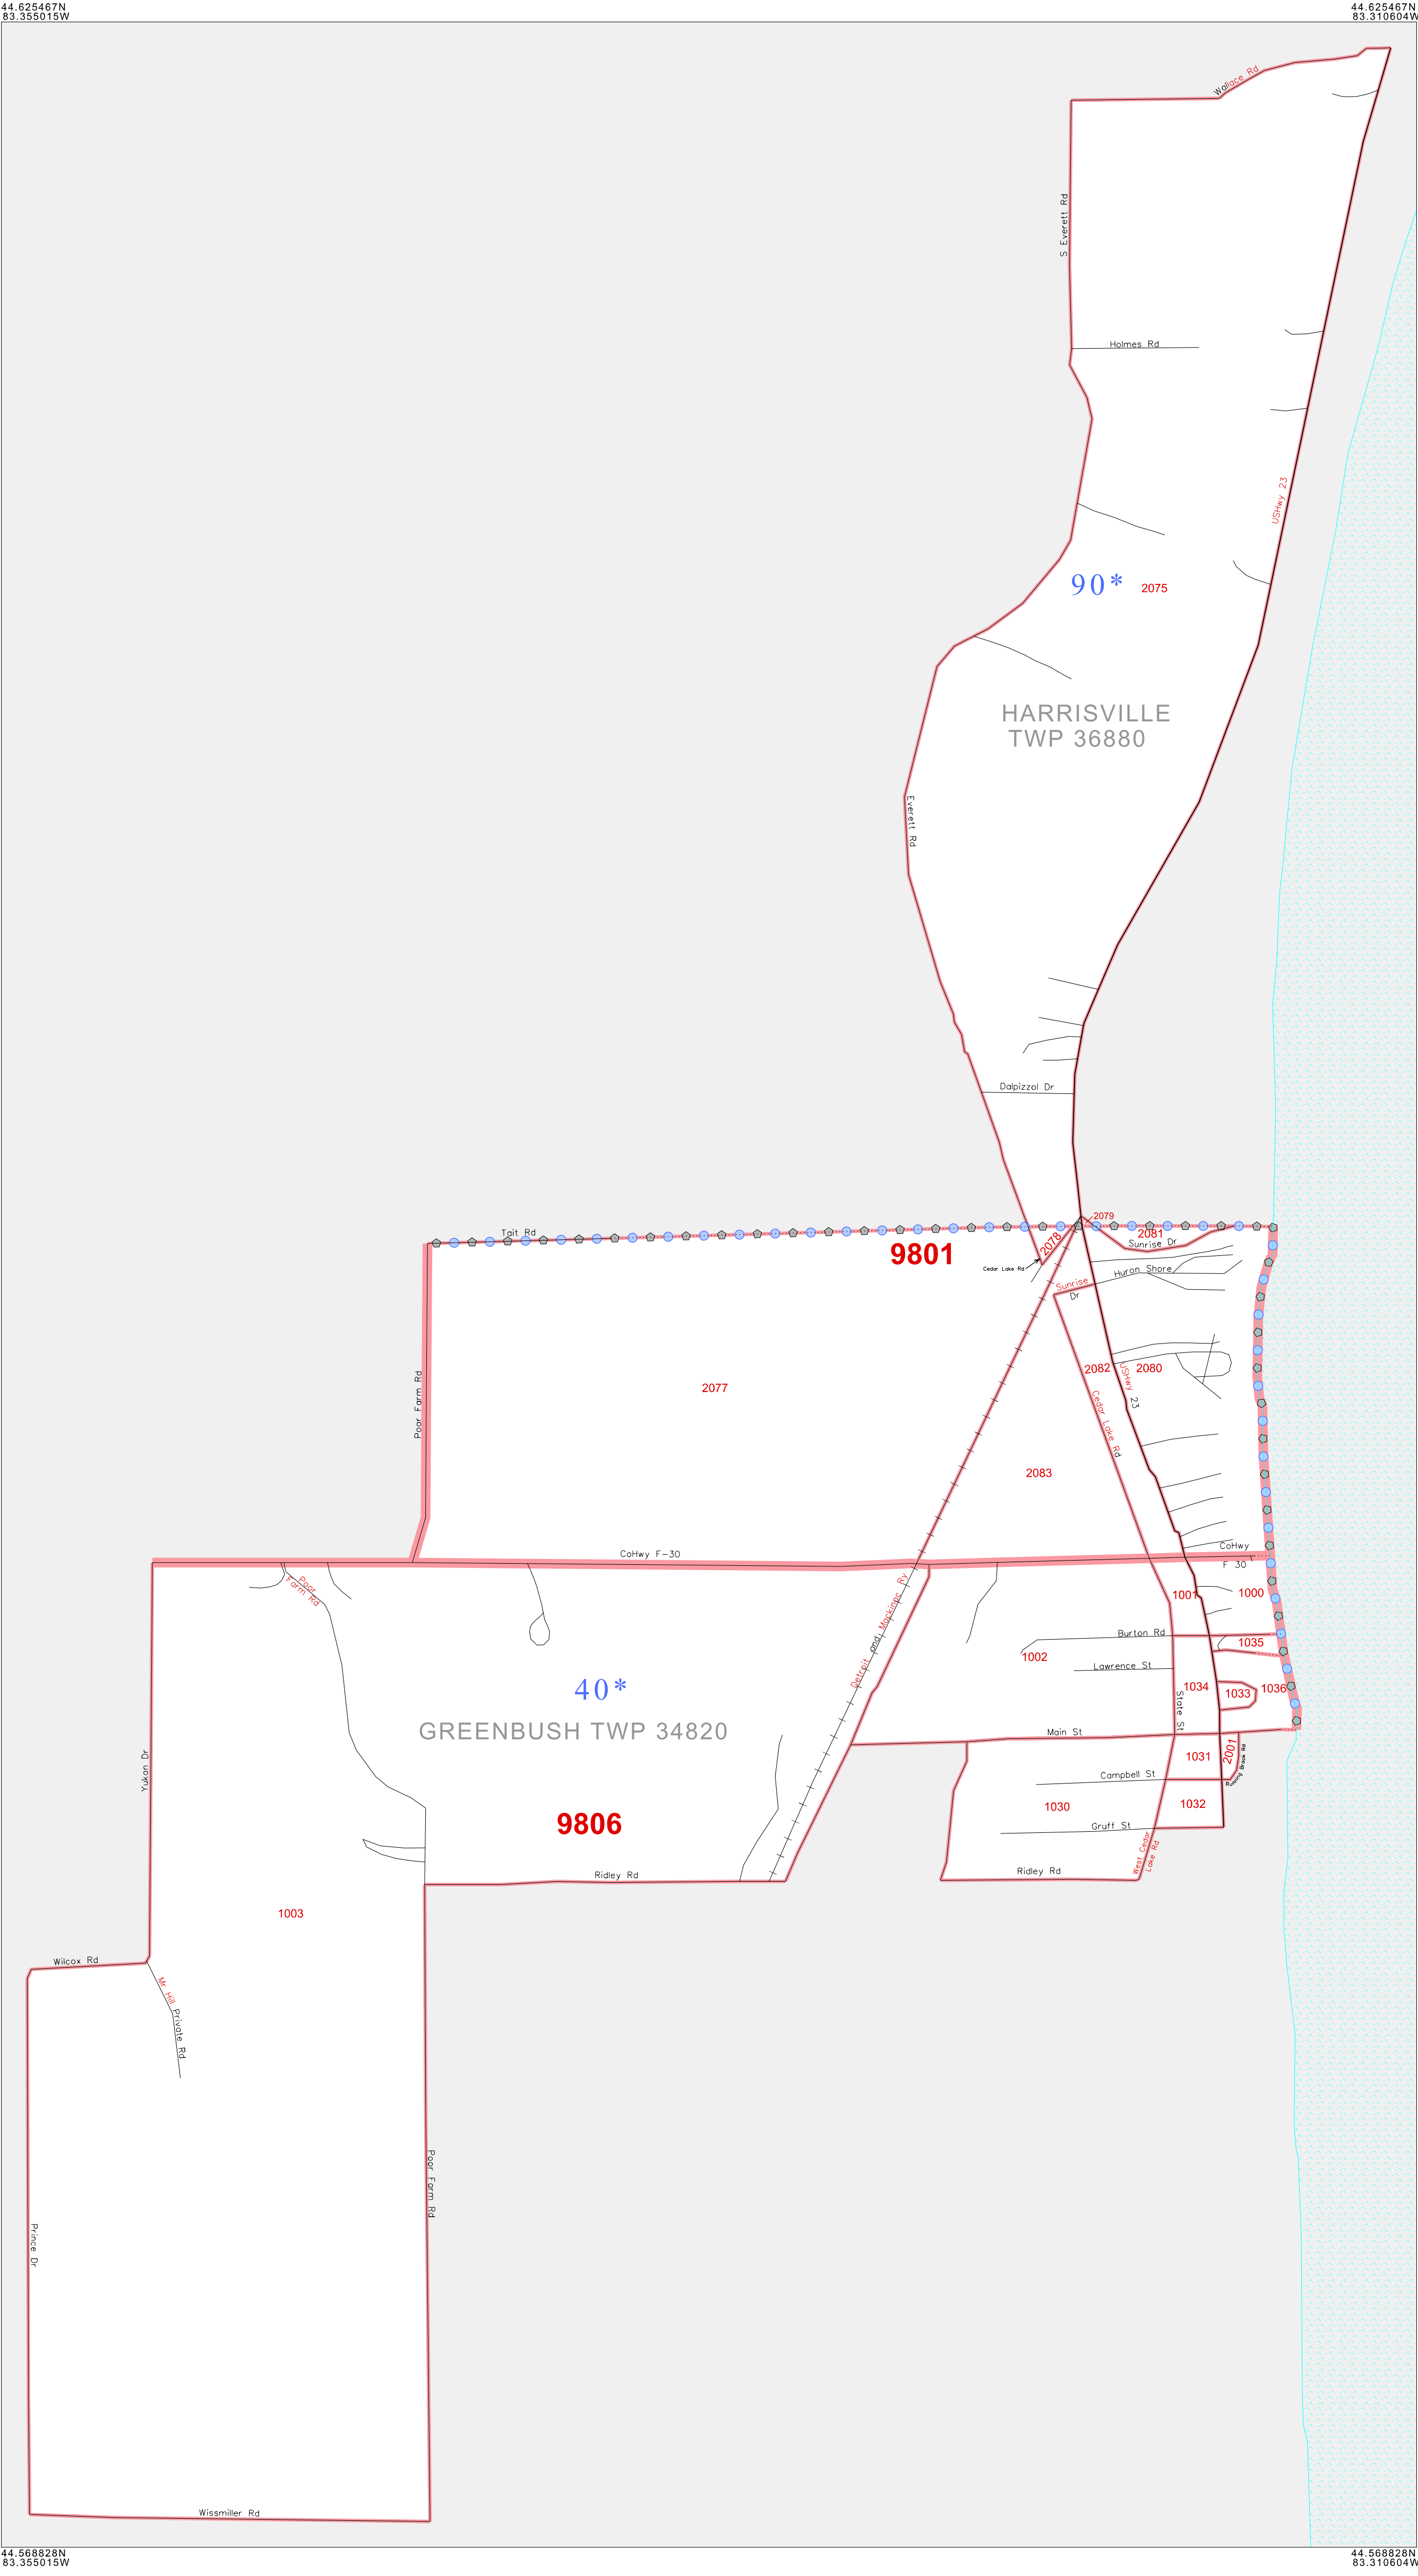 44.625467N
83.355015W
44.625467N
83.310604W
Wallace Rd
S Everett Rd
Holmes Rd
USHwy 23
90*
2075
HARRISVILLE
TWP 36880
Everett Rd
Dalpizzol Dr
2079
Tait Rd
2078
2081
Sunrise Dr
9801
Cedar Lake Rd
Huron Shore
Sunrise
Dr
Poor Farm Rd
2077
2082
2080
USHwy 23
Cedar Lake Rd
2083
CoHwy F-30
CoHwy
F 30
Poor
Farm Rd
Detroit and Mackinac Ry
1001
1000
Burton Rd
1035
1002
Lawrence St
40*
1034
1033
1036
State St
GREENBUSH TWP 34820
Main St
Yukon Dr
1031
2001
Running Brook Rd
Campbell St
1030
1032
9806
Gruff St
West Cedar
Lake Rd
Ridley Rd
Ridley Rd
1003
Wilcox Rd
Mr Hill Private Rd
Poor Farm Rd
Prince Dr
Wissmiller Rd
44.568828N
83.355015W
44.568828N
83.310604W